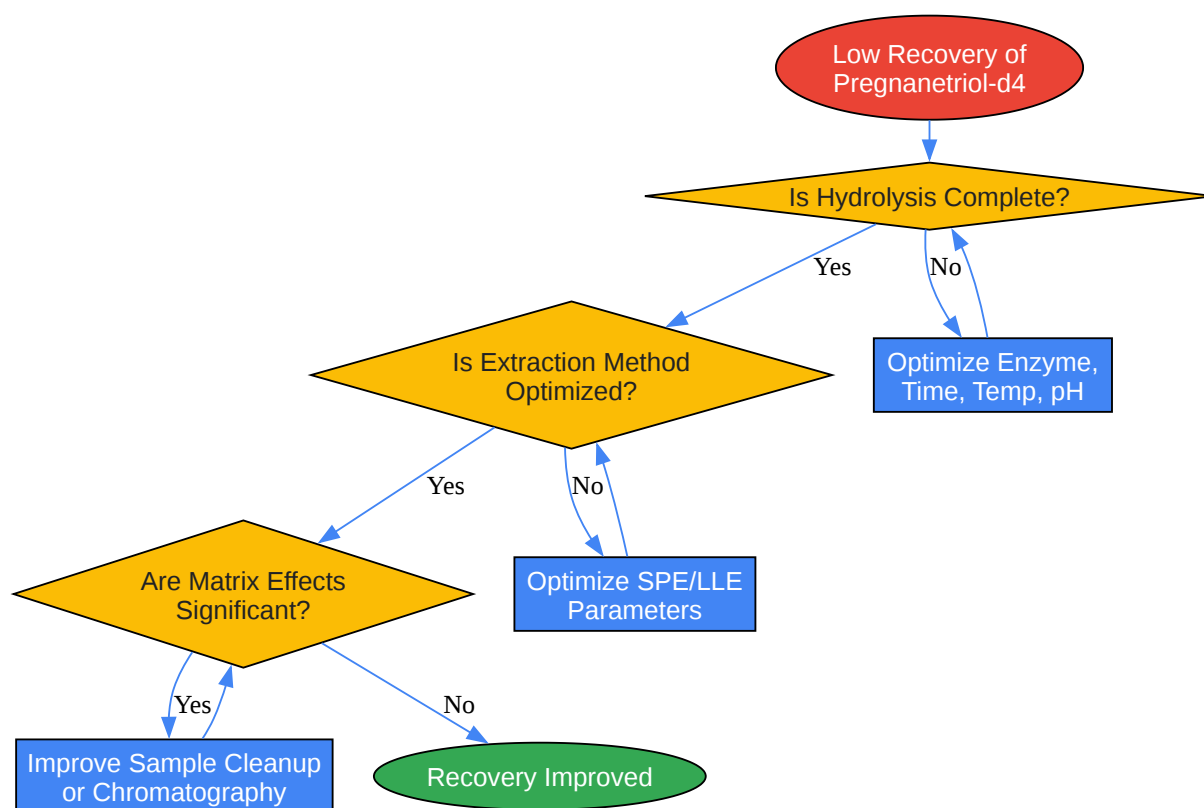 Low Recovery of
Pregnanetriol-d4
Is Hydrolysis Complete?
Yes
No
Optimize Enzyme,
Time, Temp, pH
Is Extraction Method
Optimized?
Yes
No
Optimize SPE/LLE
Parameters
Are Matrix Effects
Significant?
Yes
No
Improve Sample Cleanup
or Chromatography
Recovery Improved